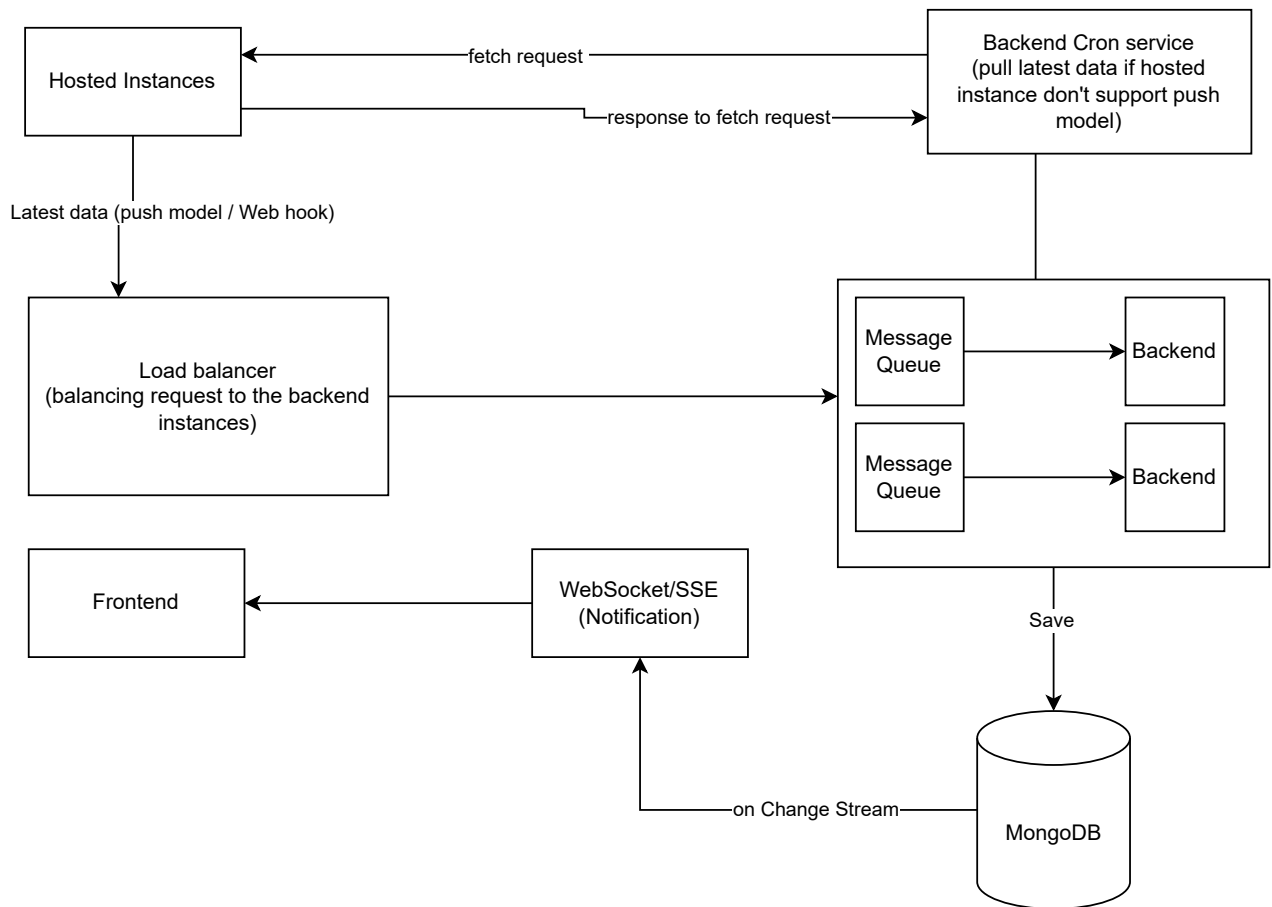 Hosted Instances
fetch request
Backend Cron service
(pull latest data if hosted
instance don't support push
model)
response to fetch request
Latest data (push model / Web hook)
Load balancer
(balancing request to the backend
instances)
Message
Queue
Backend
Message
Queue
Backend
Frontend
WebSocket/SSE
(Notification)
Save
on Change Stream
MongoDB